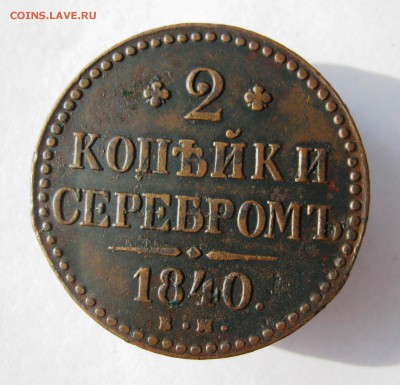 COINS.LAVE.RU
2
КОПѢЙКИ
СЕРЕБРОМЪ
1840.